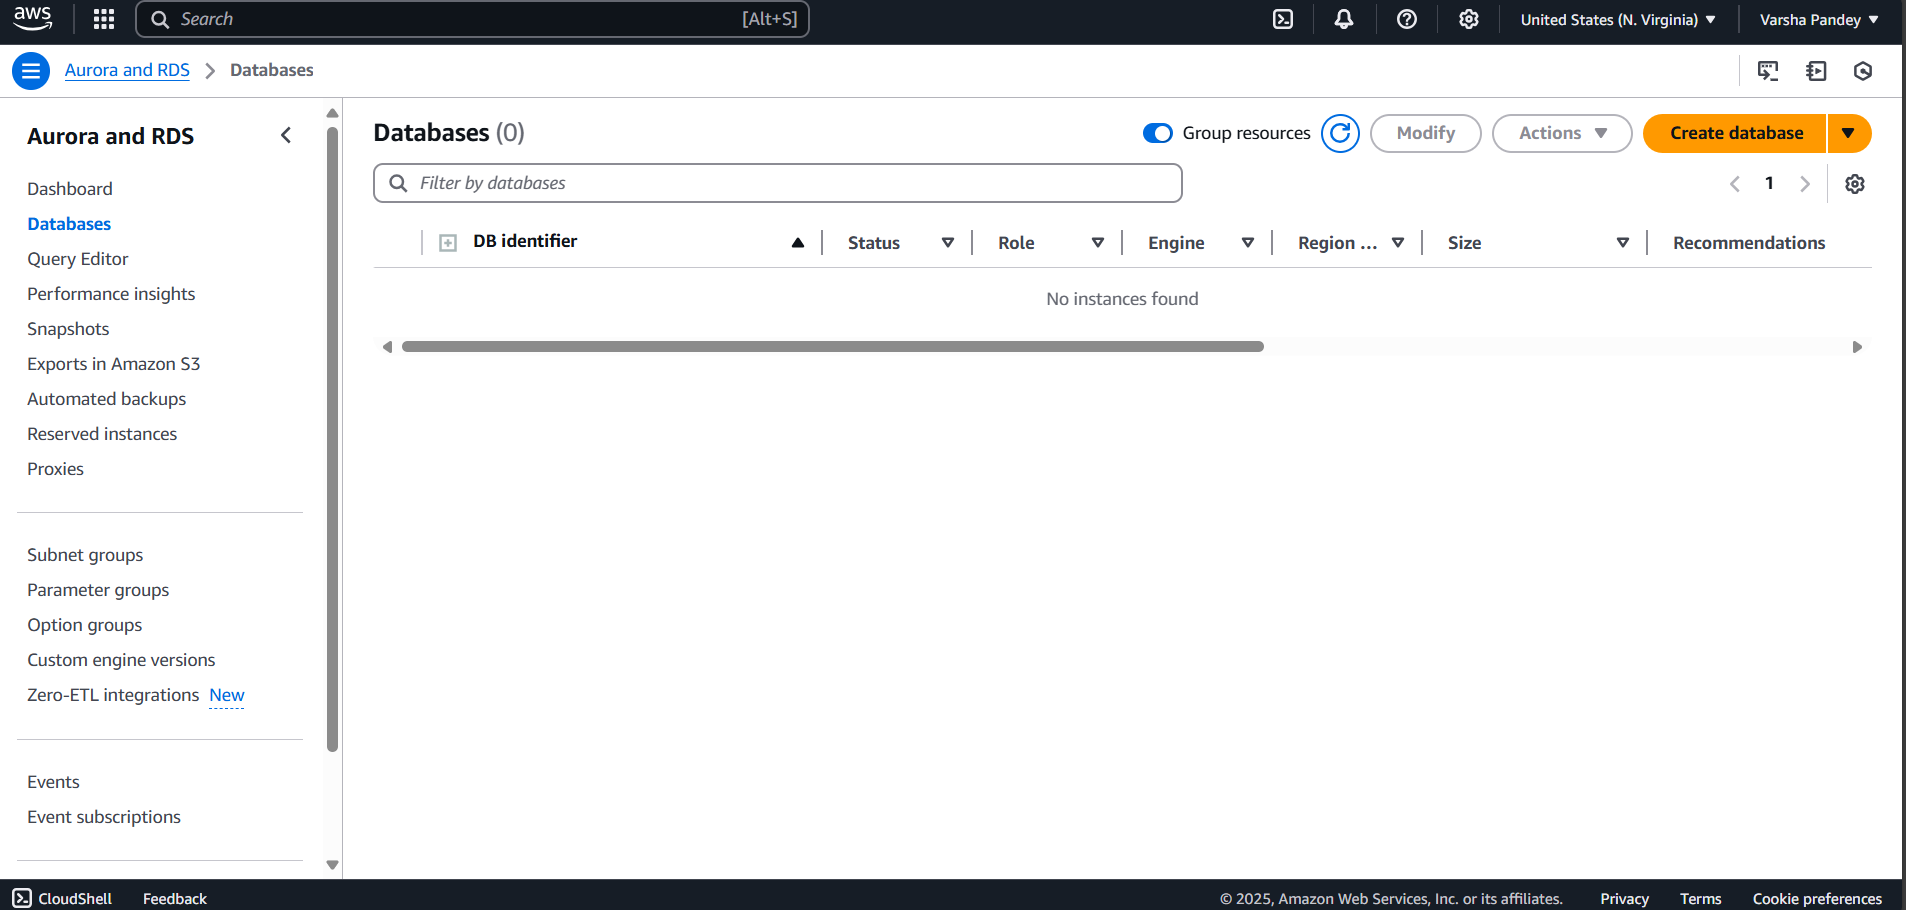 aws
Search [Alt+S]
United States (N. Virginia)
Varsha Pandey
Aurora and RDS
Databases
Aurora and RDS
Dashboard
Databases
Query Editor
Performance insights
Snapshots
Exports in Amazon S3
Automated backups
Reserved instances
Proxies
Subnet groups
Parameter groups
Option groups
Custom engine versions
Zero-ETL integrations New
Events
Event subscriptions
Databases (0)
Group resources
Modify
Actions
Create database
Filter by databases
1
DB identifier Status Role Engine Region ... Size Recommendations
No instances found
CloudShell Feedback
© 2025, Amazon Web Services, Inc. or its affiliates. Privacy Terms Cookie preferences